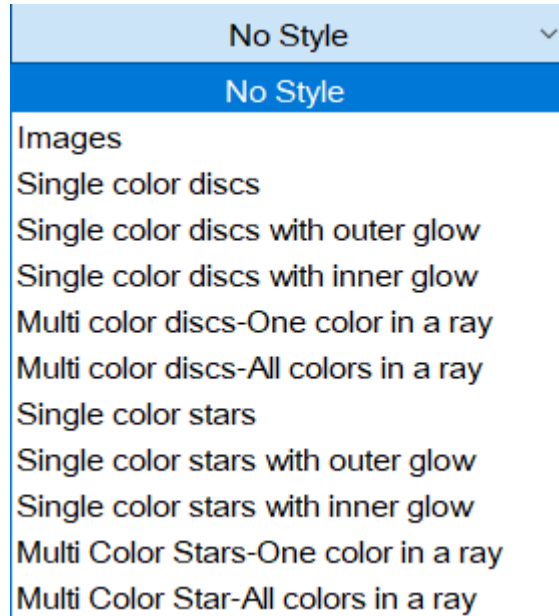 No Style
No Style
Images
Single color discs
Single color discs with outer glow
Single color discs with inner glow
Multi color discs-One color in a ray
Multi color discs-All colors in a ray
Single color stars
Single color stars with outer glow
Single color stars with inner glow
Multi Color Stars-One color in a ray
Multi Color Star-All colors in a ray